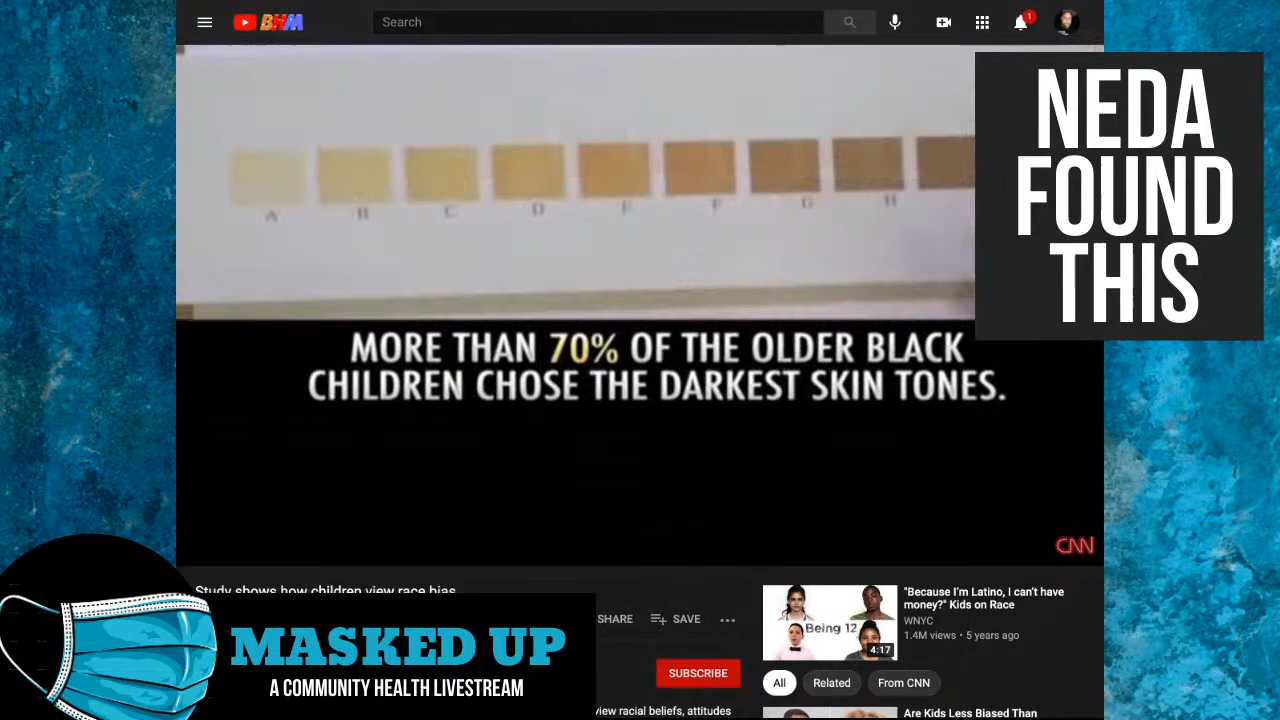 BHM
Search
1
NEDA
FOUND
THIS
A B C D E F G H
MORE THAN 70% OF THE OLDER BLACK
CHILDREN CHOSE THE DARKEST SKIN TONES.
CNN
Study shows how children view race bias
SHARE SAVE
SUBSCRIBE
view racial beliefs, attitudes
MASKED UP
A COMMUNITY HEALTH LIVESTREAM
Being 12
4:17
"Because I'm Latino, I can't have
money?" Kids on Race
WNYC
1.4M views • 5 years ago
All Related From CNN
Are Kids Less Biased Than